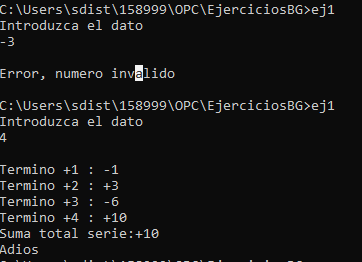 C:\Users\sdist\158999\OPC\EjerciciosBG>ej1
Introduzca el dato
-3
Error, numero invalido
C:\Users\sdist\158999\OPC\EjerciciosBG>ej1
Introduzca el dato
4
Termino +1 : -1
Termino +2 : +3
Termino +3 : -6
Termino +4 : +10
Suma total serie:+10
Adios